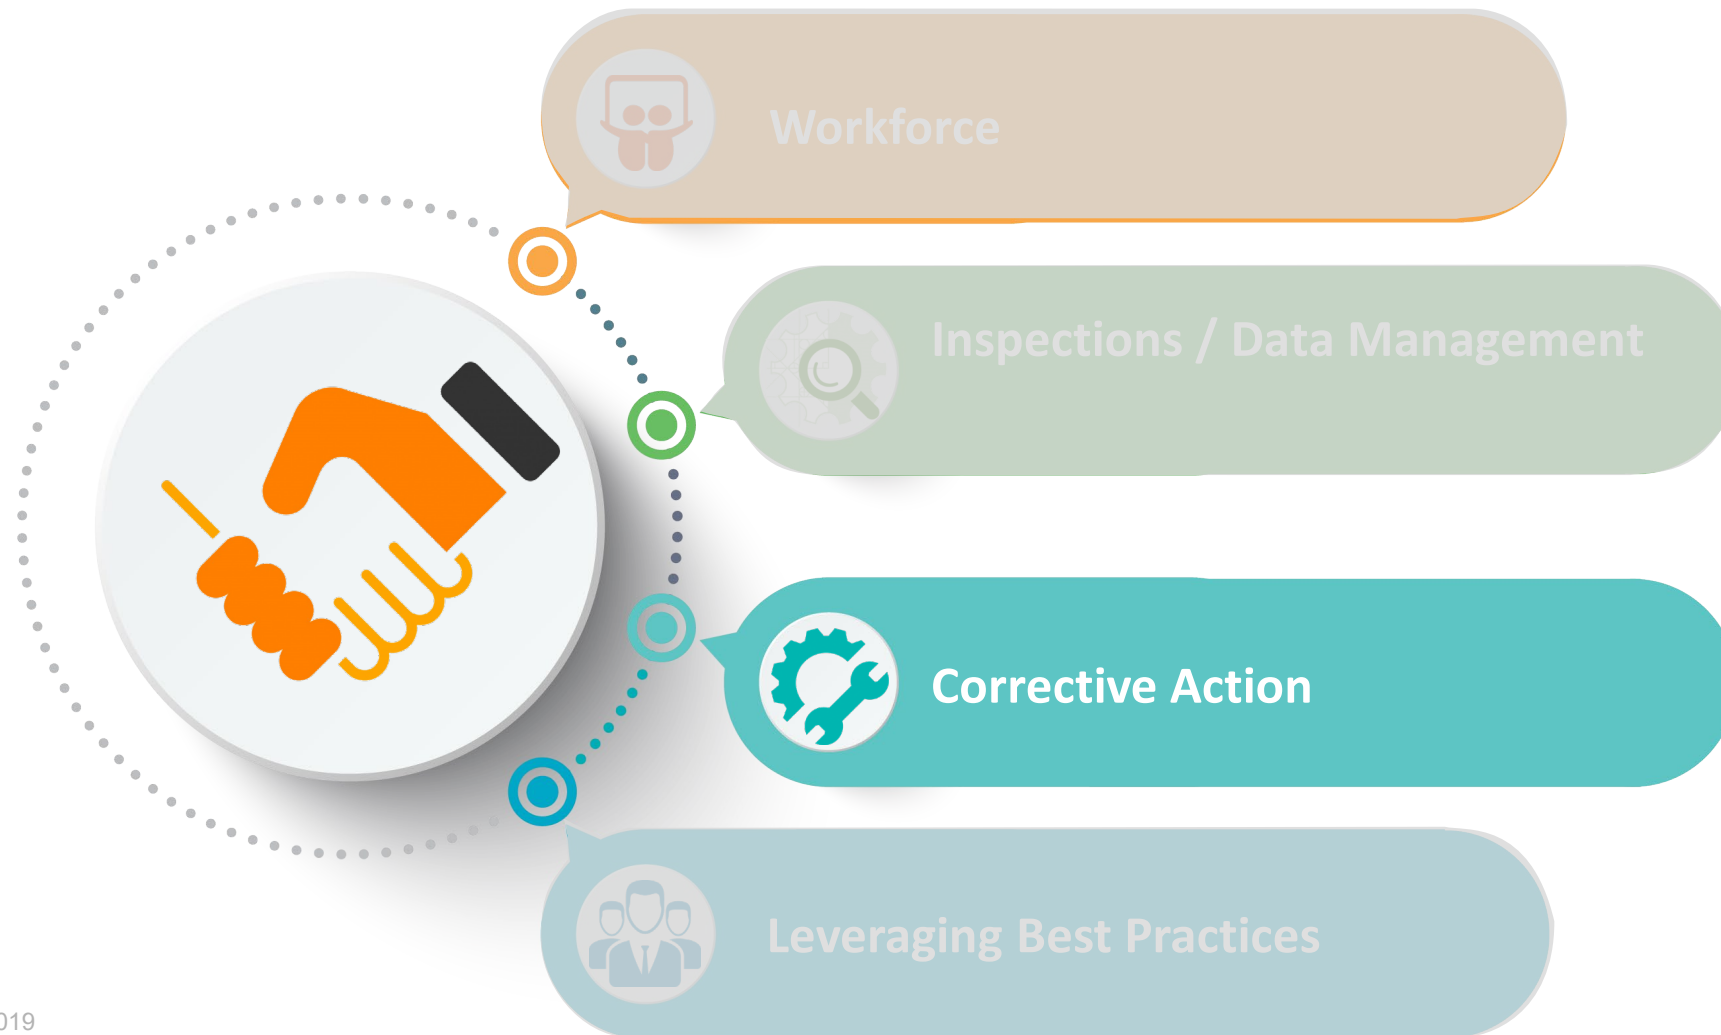 Workforce
Inspections / Data Management
Corrective Action
Leveraging Best Practices
019